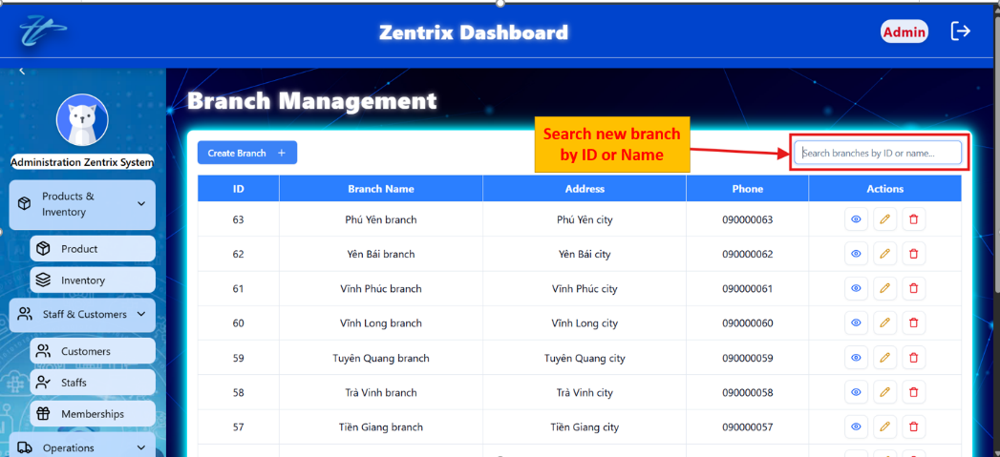 Zentrix Dashboard
Admin
Administration Zentrix System
Products &
Inventory
Product
Inventory
Staff & Customers
Customers
Staffs
Memberships
Operations
Branch Management
Create Branch +
Search new branch
by ID or Name
Search branches by ID or name...
ID Branch Name Address Phone Actions
63 Phú Yên branch Phú Yên city 090000063
62 Yên Bái branch Yên Bái city 090000062
61 Vĩnh Phúc branch Vĩnh Phúc city 090000061
60 Vĩnh Long branch Vĩnh Long city 090000060
59 Tuyên Quang branch Tuyên Quang city 090000059
58 Trà Vinh branch Trà Vinh city 090000058
57 Tiền Giang branch Tiền Giang city 090000057